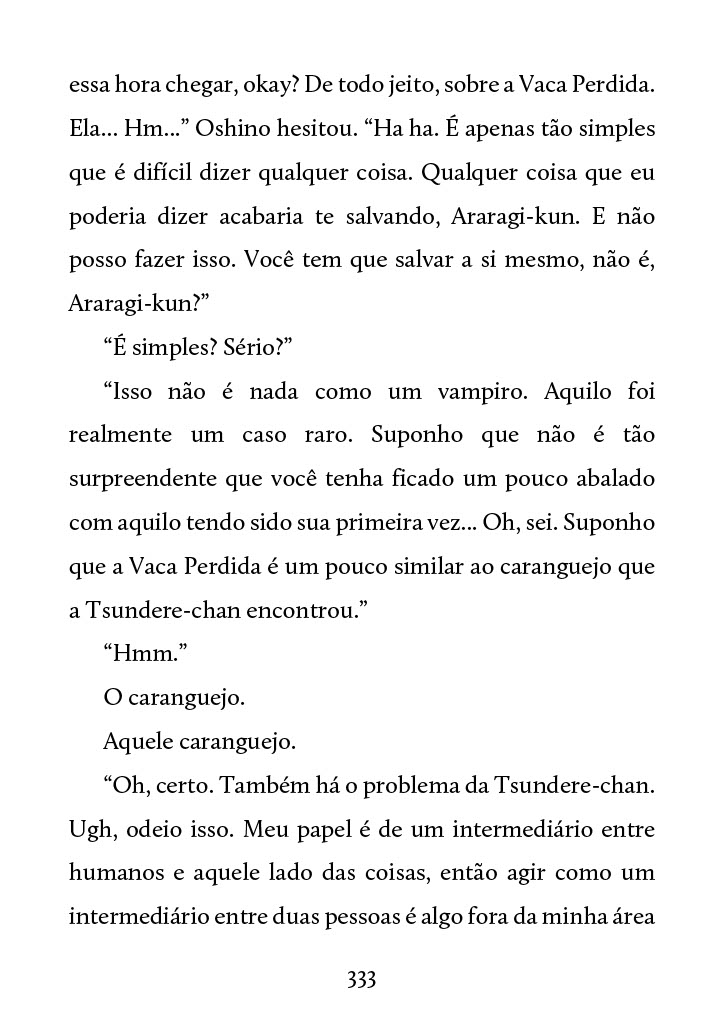 essa hora chegar, okay? De todo jeito, sobre a Vaca Perdida.
Ela... Hm...” Oshino hesitou. “Ha ha. É apenas tão simples
que é difícil dizer qualquer coisa. Qualquer coisa que eu
poderia dizer acabaria te salvando, Araragi-kun. E não
posso fazer isso. Você tem que salvar a si mesmo, não é,
Araragi-kun?”
“É simples? Sério?”
“Isso não é nada como um vampiro. Aquilo foi
realmente um caso raro. Suponho que não é tão
surpreendente que você tenha ficado um pouco abalado
com aquilo tendo sido sua primeira vez... Oh, sei. Suponho
que a Vaca Perdida é um pouco similar ao caranguejo que
a Tsundere-chan encontrou.”
“Hmm.”
O caranguejo.
Aquele caranguejo.
“Oh, certo. Também há o problema da Tsundere-chan.
Ugh, odeio isso. Meu papel é de um intermediário entre
humanos e aquele lado das coisas, então agir como um
intermediário entre duas pessoas é algo fora da minha área
333